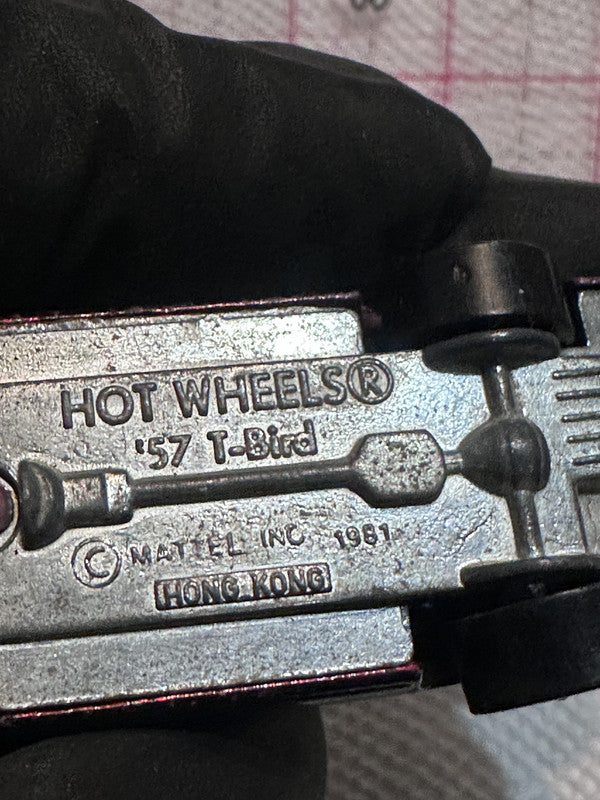 HOT WHEELS®
'57 T-Bird
© MATTEL INC 1981
HONG KONG